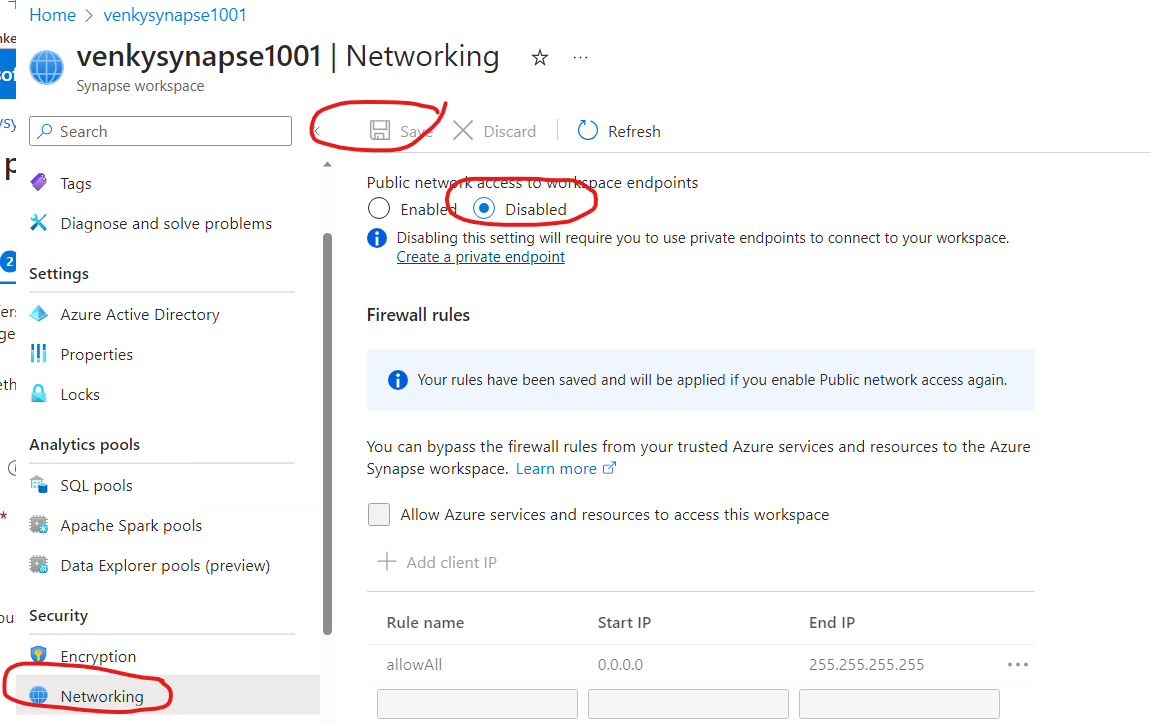 Home > venkysynapse1001
venkysynapse1001 | Networking
Synapse workspace
Search
Save Discard Refresh
Tags
Diagnose and solve problems
Settings
Azure Active Directory
Properties
Locks
Analytics pools
SQL pools
Apache Spark pools
Data Explorer pools (preview)
Security
Encryption
Networking
Public network access to workspace endpoints
Enabled Disabled
Disabling this setting will require you to use private endpoints to connect to your workspace.
Create a private endpoint
Firewall rules
Your rules have been saved and will be applied if you enable Public network access again.
You can bypass the firewall rules from your trusted Azure services and resources to the Azure
Synapse workspace. Learn more
Allow Azure services and resources to access this workspace
Add client IP
Rule name Start IP End IP
allowAll 0.0.0.0 255.255.255.255